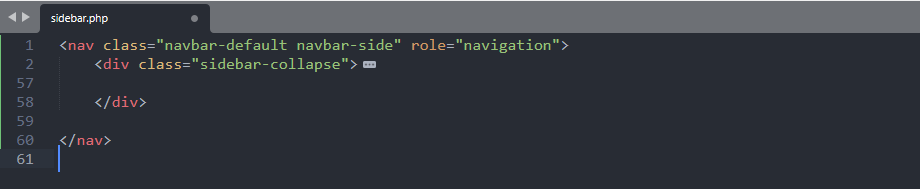 sidebar.php
1 <nav class="navbar-default navbar-side" role="navigation">
2 <div class="sidebar-collapse">
57
58 </div>
59
60 </nav>
61